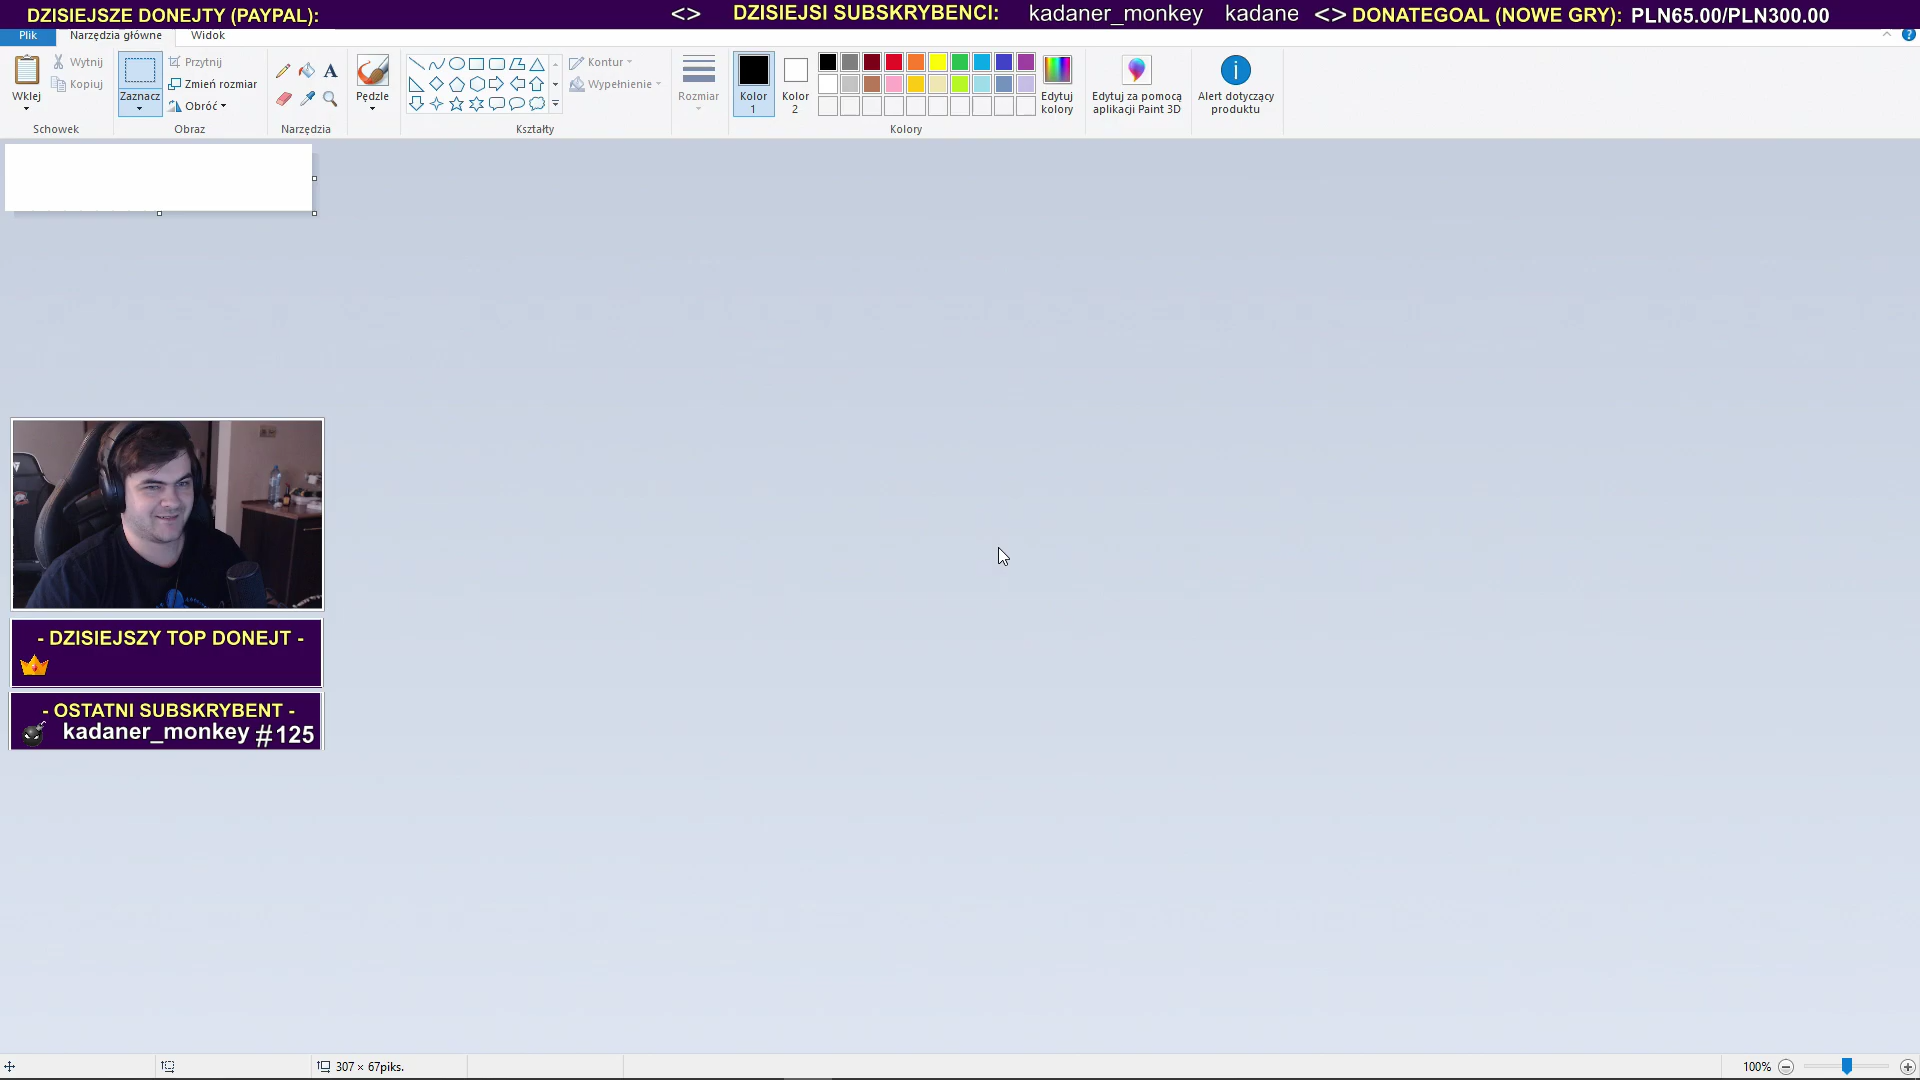 DZISIEJSZE DONEJTY (PAYPAL): <> DZISIEJSI SUBSKRYBENCI: kadaner_monkey kadane <> DONATEGOAL (NOWE GRY): PLN65.00/PLN300.00
Plik Narzędzia główne Widok
Wklej
Wytnij
Kopiuj
Schowek
Zaznacz
Przytnij
Zmień rozmiar
Obróć
Obraz
Narzędzia
Pędzle
Kontur
Wypełnienie
Kształty
Rozmiar
Kolor
1
Kolor
2
Edytuj
kolory
Kolory
Edytuj za pomocą
aplikacji Paint 3D
Alert dotyczący
produktu
- DZISIEJSZY TOP DONEJT -
- OSTATNI SUBSKRYBENT -
kadaner_monkey #125
307 × 67piks.
100%